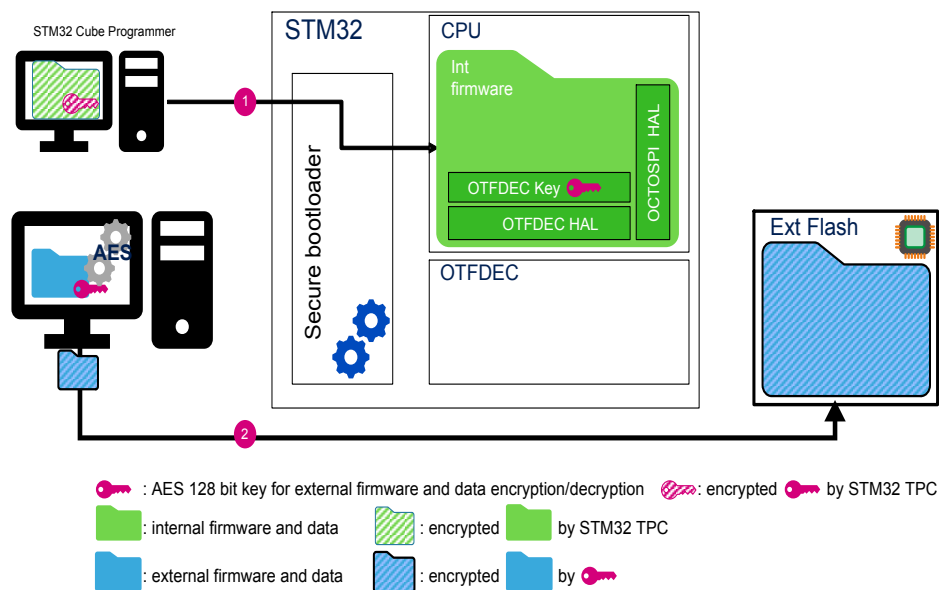 STM32 Cube Programmer
STM32
CPU
Int
firmware
1
Secure bootloader
OCTOSPI HAL
OTFDEC Key
OTFDEC HAL
AES
OTFDEC
Ext Flash
2
: AES 128 bit key for external firmware and data encryption/decryption : encrypted by STM32 TPC
: internal firmware and data : encrypted by STM32 TPC
: external firmware and data : encrypted by